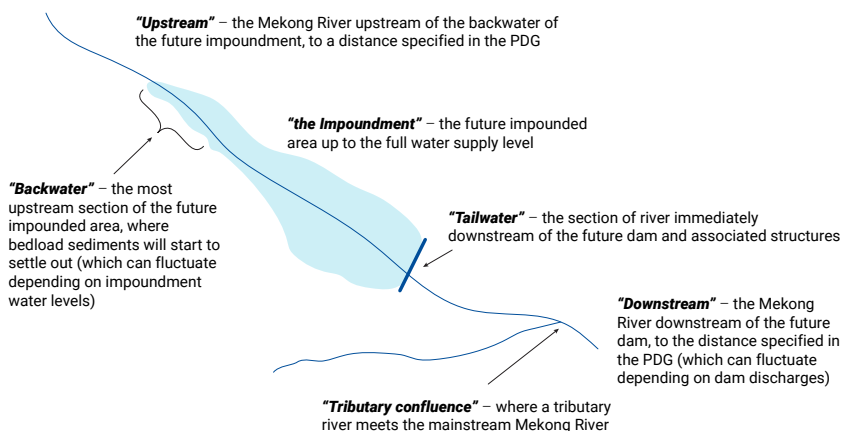 “Upstream” – the Mekong River upstream of the backwater of
the future impoundment, to a distance specified in the PDG
“the Impoundment” – the future impounded
area up to the full water supply level
“Backwater” – the most
upstream section of the future
impounded area, where
bedload sediments will start to
settle out (which can fluctuate
depending on impoundment
water levels)
“Tailwater” – the section of river immediately
downstream of the future dam and associated structures
“Downstream” – the Mekong
River downstream of the future
dam, to the distance specified in
the PDG (which can fluctuate
depending on dam discharges)
“Tributary confluence” – where a tributary
river meets the mainstream Mekong River